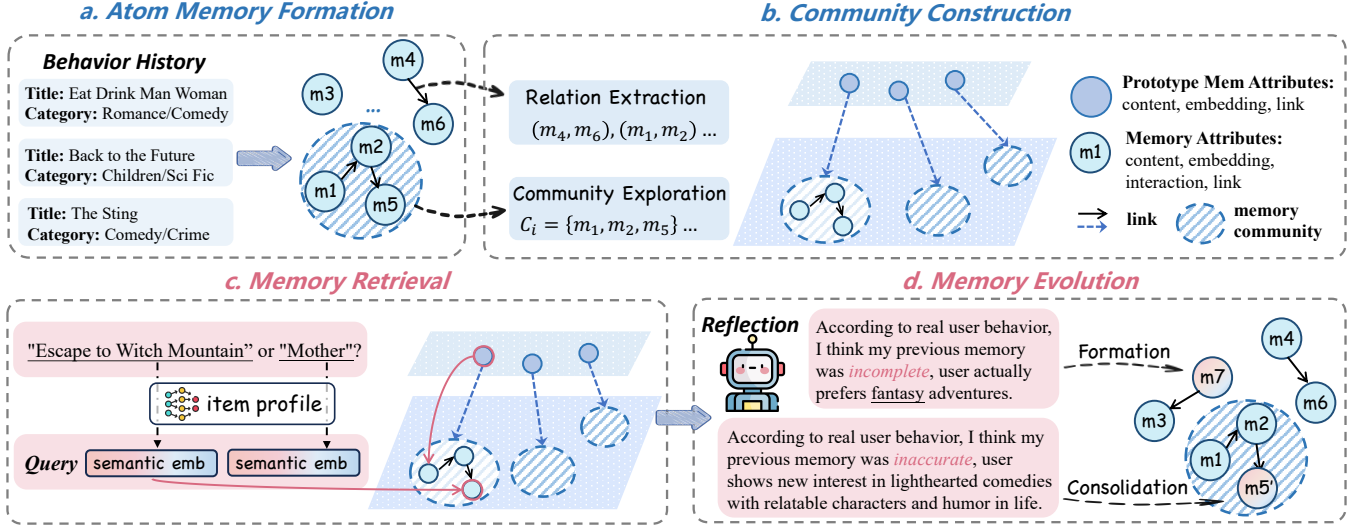 a. Atom Memory Formation
Behavior History
Title: Eat Drink Man Woman
Category: Romance/Comedy
Title: Back to the Future
Category: Children/Sci Fic
Title: The Sting
Category: Comedy/Crime
m4
m3
...
m6
m2
m1
m5
b. Community Construction
Relation Extraction
(m₄, m₆), (m₁, m₂) ...
Community Exploration
Cᵢ = {m₁, m₂, m₅} ...
Prototype Mem Attributes:
content, embedding, link
m1
Memory Attributes:
content, embedding,
interaction, link
link
memory
community
c. Memory Retrieval
"Escape to Witch Mountain” or "Mother"?
item profile
Query
semantic emb
semantic emb
d. Memory Evolution
Reflection
According to real user behavior,
I think my previous memory
was incomplete, user actually
prefers fantasy adventures.
According to real user behavior, I think my
previous memory was inaccurate, user
shows new interest in lighthearted comedies
with relatable characters and humor in life.
Formation
Consolidation
m4
m7
m3
m6
m2
m1
m5'